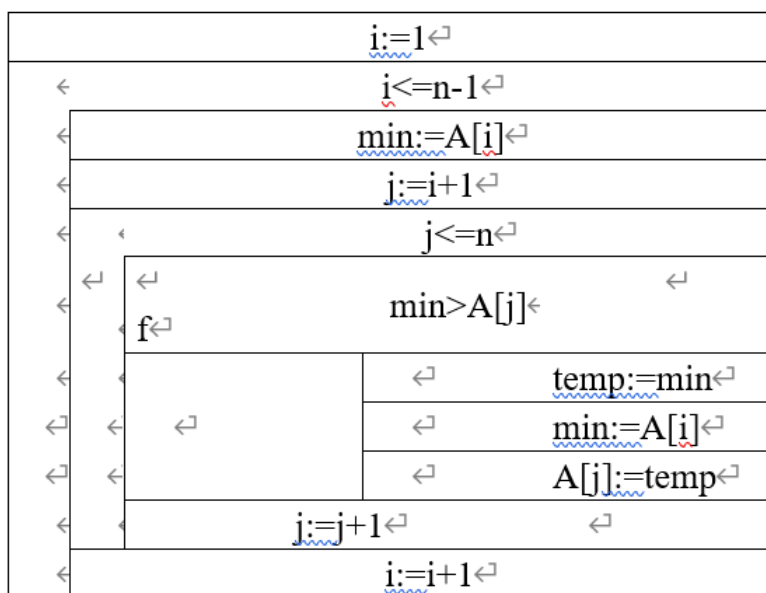 i:=1
i<=n-1
min:=A[i]
j:=i+1
j<=n
min>A[j]
f
temp:=min
min:=A[i]
A[j]:=temp
j:=j+1
i:=i+1